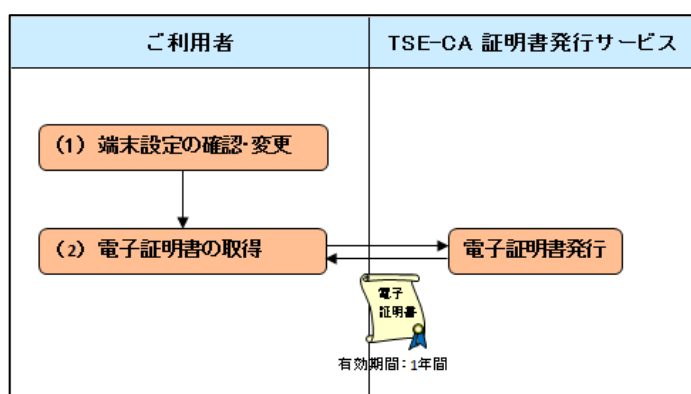 ご利用者
TSE-CA 証明書発行サービス
(1) 端末設定の確認・変更
(2) 電子証明書の取得
電子証明書発行
電子
証明書
有効期間：1年間